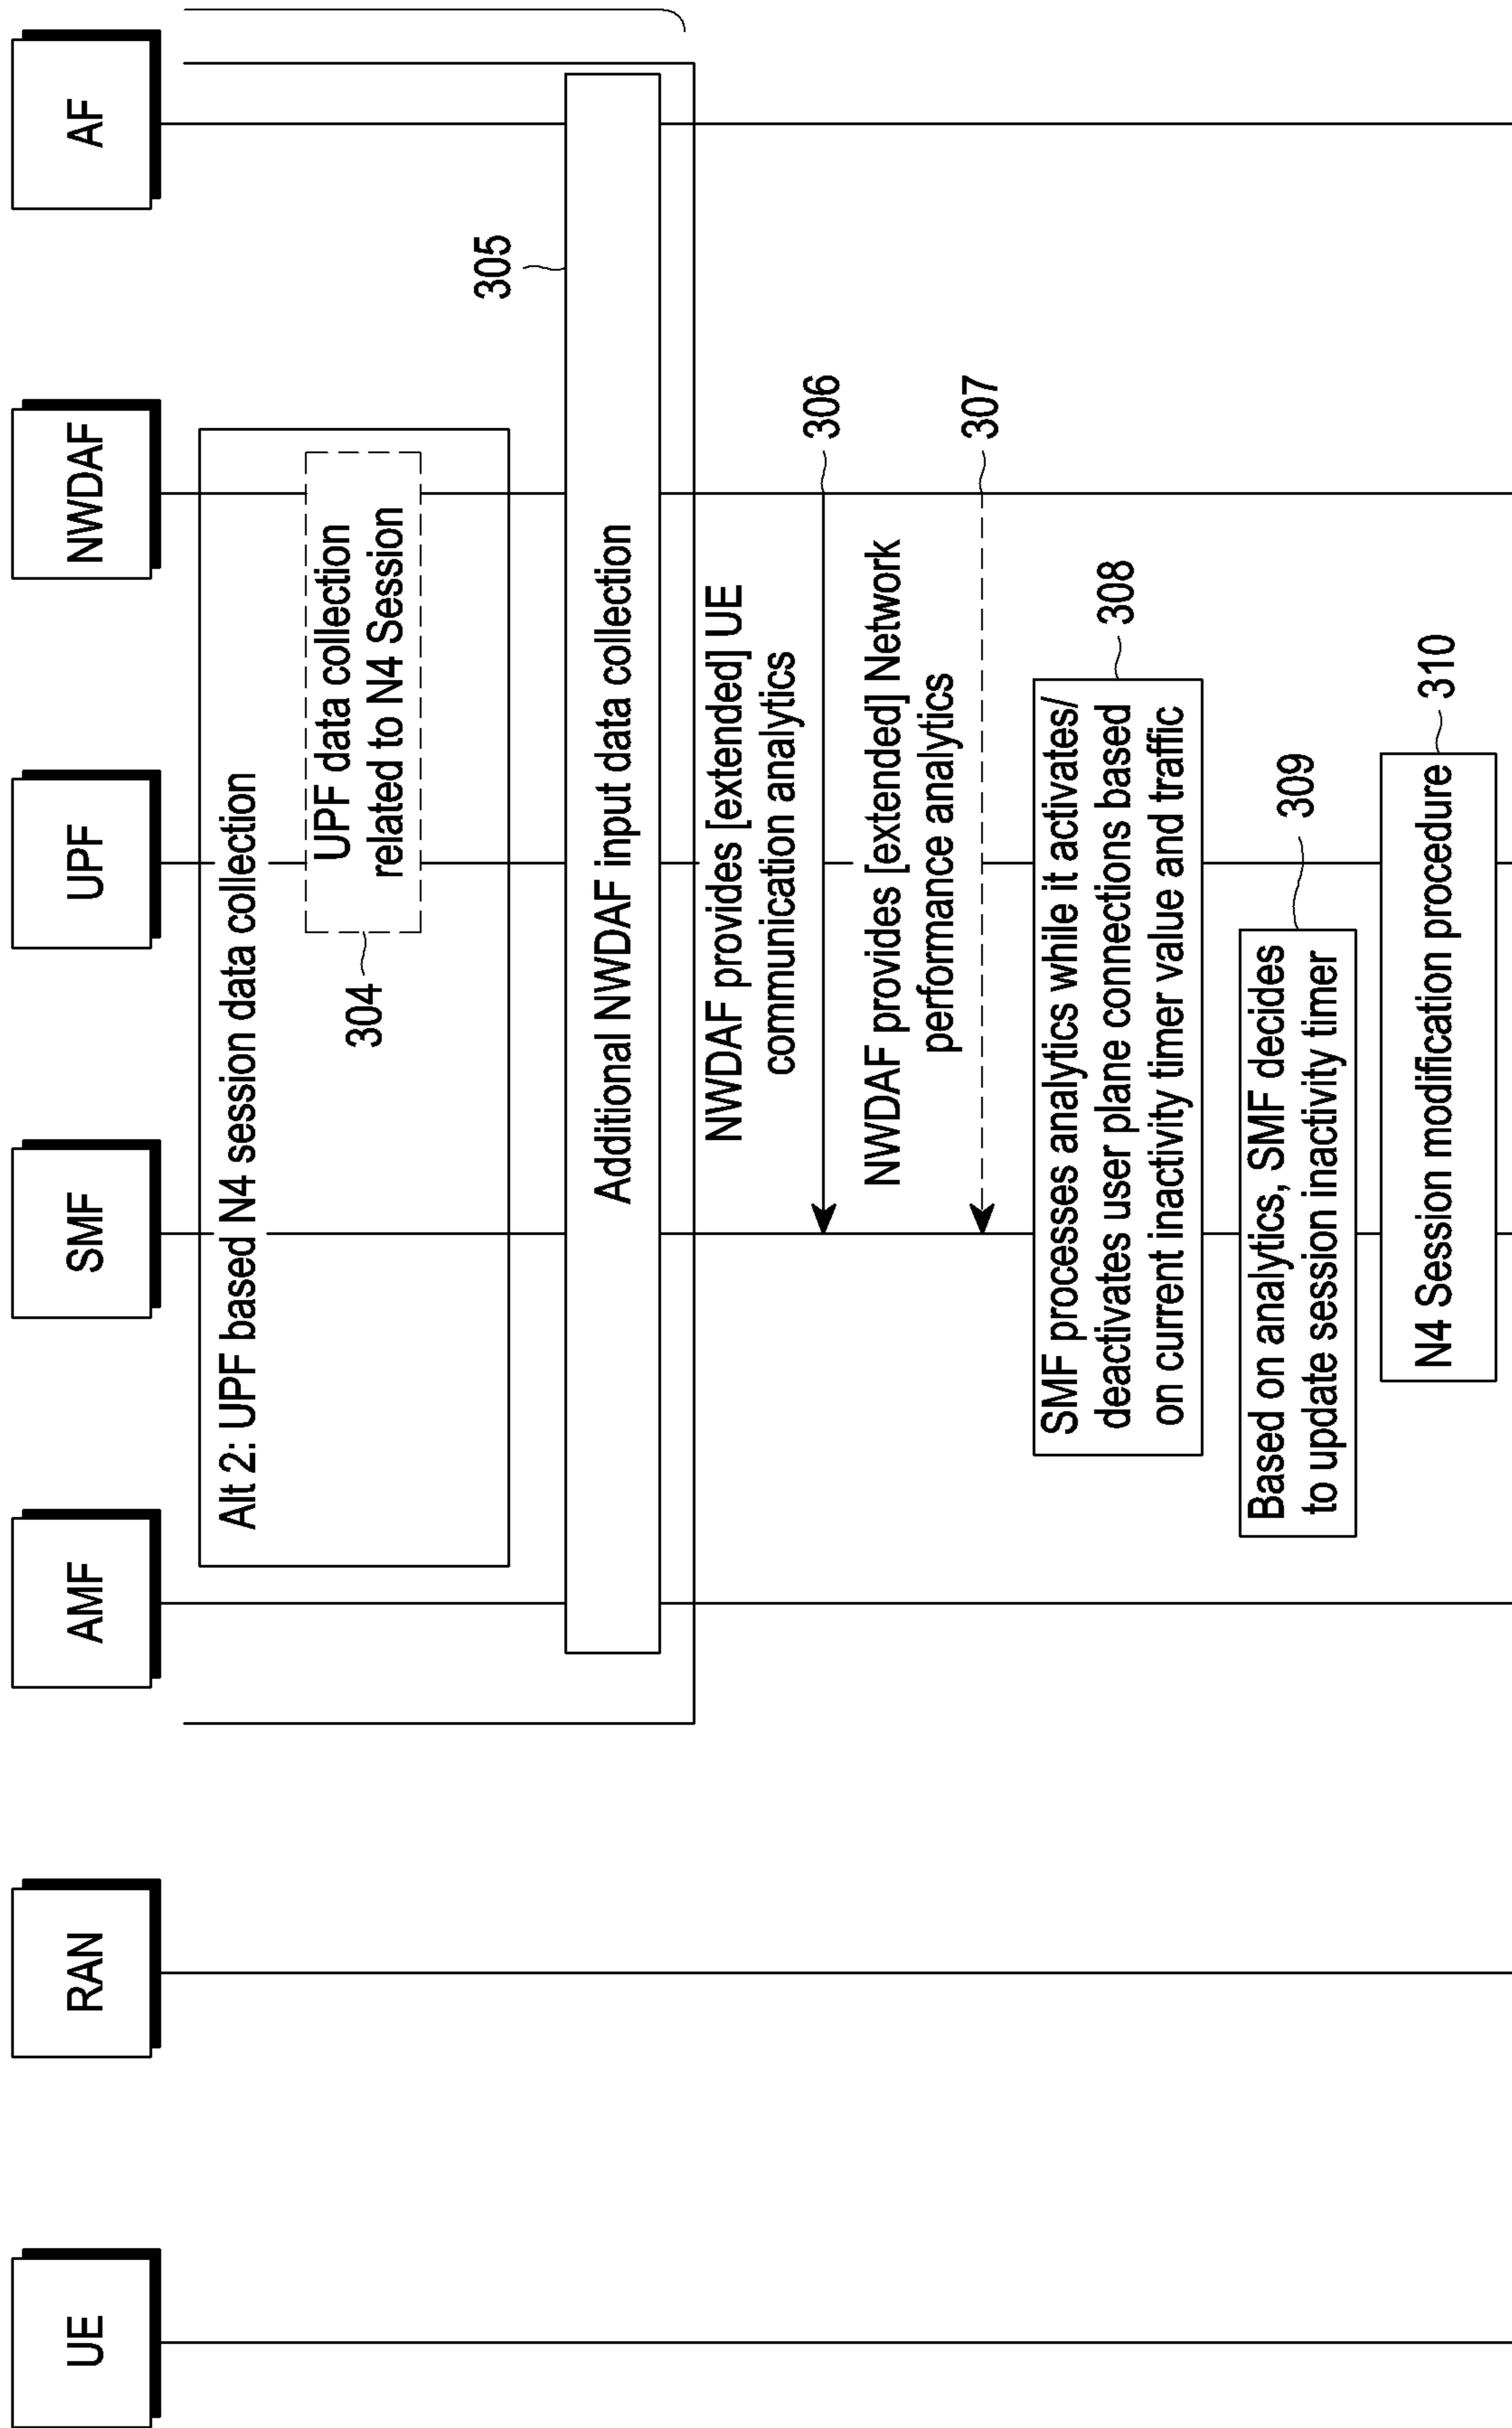 UE
RAN
AMF
SMF
UPF
NWDAF
AF
Alt 2: UPF based N4 session data collection
UPF data collection
related to N4 Session
304
305
Additional NWDAF input data collection
NWDAF provides [extended] UE
communication analytics
306
NWDAF provides [extended] Network
performance analytics
307
SMF processes analytics while it activates/
deactivates user plane connections based
on current inactivity timer value and traffic
308
Based on analytics, SMF decides
to update session inactivity timer
309
N4 Session modification procedure
310